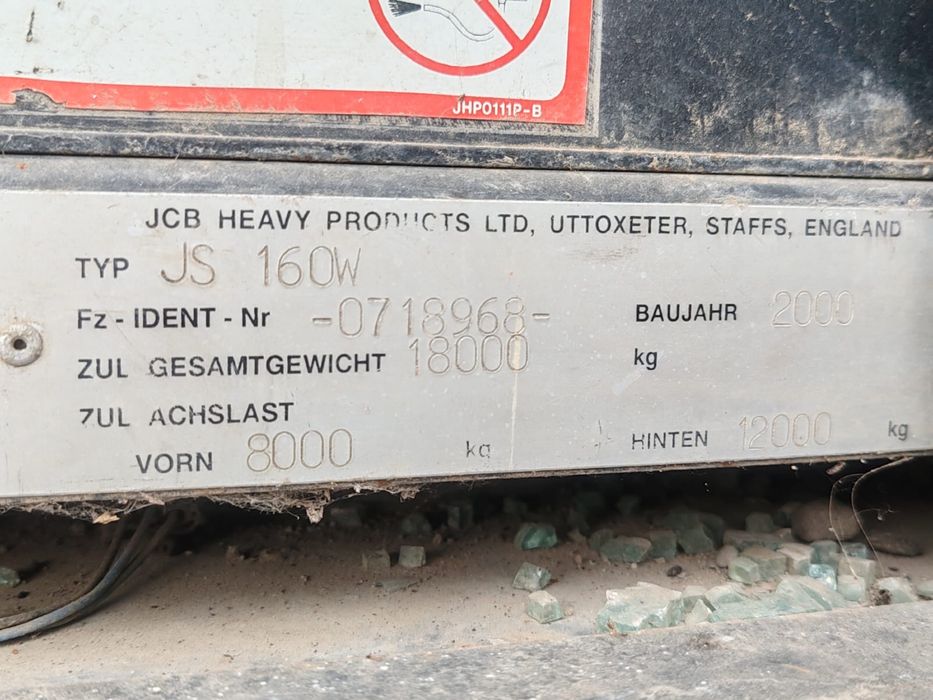 JHP0111P-B
JCB HEAVY PRODUCTS LTD, UTTOXETER, STAFFS, ENGLAND
TYP JS 160W
Fz - IDENT - Nr -0718968- BAUJAHR 2000
ZUL GESAMTGEWICHT 18000 kg
ZUL ACHSLAST
VORN 8000 kg HINTEN 12000 kg